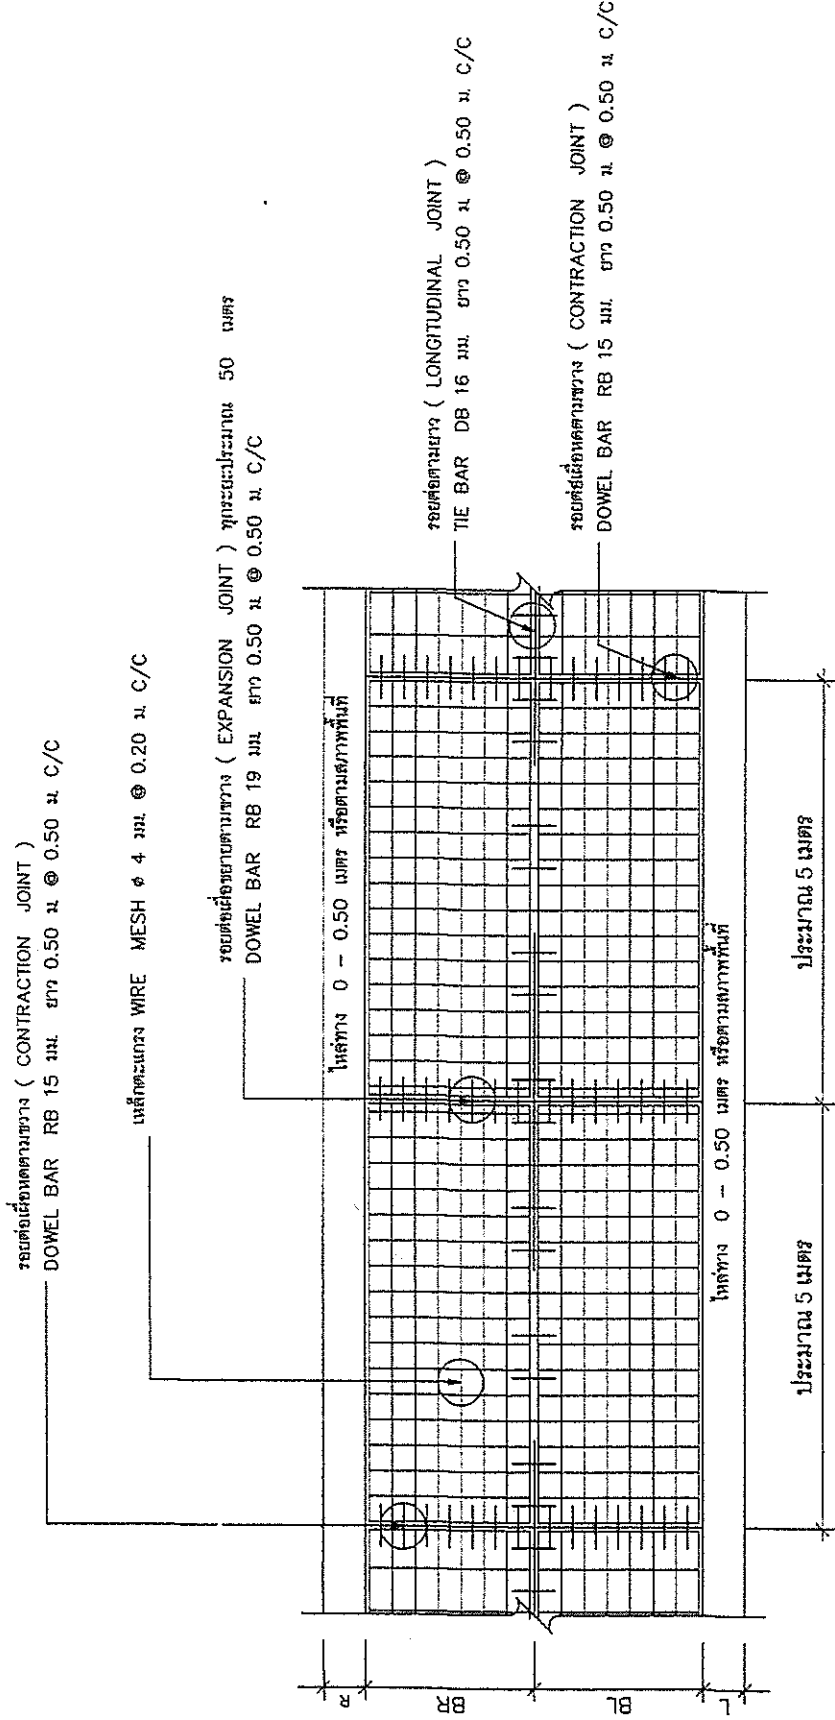 รอยต่อเผื่อหดตามขวาง ( CONTRACTION JOINT )
DOWEL BAR RB 15 มม. ยาว 0.50 ม. @ 0.50 ม. C/C
เหล็กตะแกรง WIRE MESH ø 4 มม. @ 0.20 ม. C/C
รอยต่อเผื่อขยายตามขวาง ( EXPANSION JOINT ) ทุกระยะประมาณ 50 เมตร
DOWEL BAR RB 19 มม. ยาว 0.50 ม. @ 0.50 ม. C/C
ไหล่ทาง 0 - 0.50 เมตร หรือตามสภาพพื้นที่
รอยต่อตามยาว ( LONGITUDINAL JOINT )
TIE BAR DB 16 มม. ยาว 0.50 ม. @ 0.50 ม. C/C
รอยต่อเผื่อหดตามขวาง ( CONTRACTION JOINT )
DOWEL BAR RB 15 มม. ยาว 0.50 ม. @ 0.50 ม. C/C
ไหล่ทาง 0 - 0.50 เมตร หรือตามสภาพพื้นที่
ประมาณ 5 เมตร
ประมาณ 5 เมตร
R
BR
BL
L